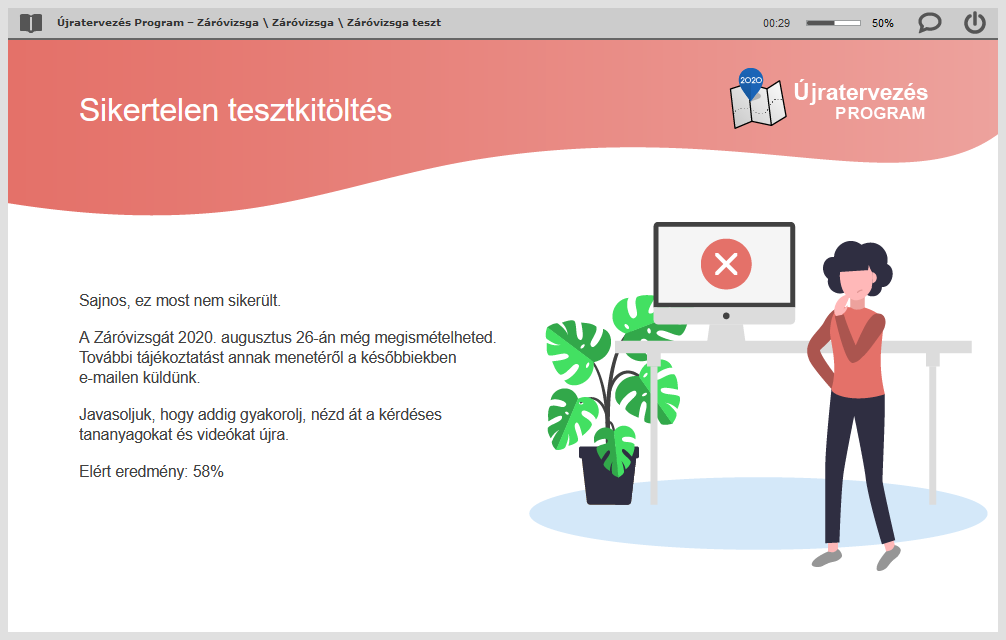 Újratervezés Program – Záróvizsga \ Záróvizsga \ Záróvizsga teszt
00:29
50%
Sikertelen tesztkitöltés
2020
Újratervezés
PROGRAM
Sajnos, ez most nem sikerült.
A Záróvizsgát 2020. augusztus 26-án még megismételheted.
További tájékoztatást annak menetéről a későbbiekben
e-mailen küldünk.
Javasoljuk, hogy addig gyakorolj, nézd át a kérdéses
tananyagokat és videókat újra.
Elért eredmény: 58%